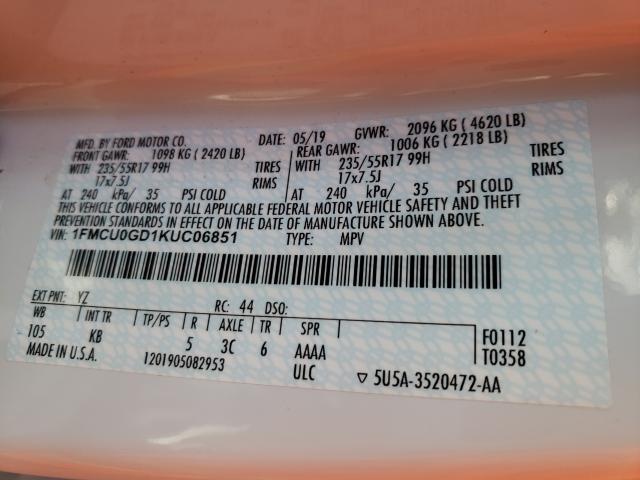 MFD. BY FORD MOTOR CO. DATE: 05/19 GVWR: 2096 KG ( 4620 LB)
FRONT GAWR: 1098 KG ( 2420 LB) REAR GAWR: 1006 KG ( 2218 LB)
WITH 235/55R17 99H TIRES WITH 235/55R17 99H TIRES
17x7.5J RIMS 17x7.5J RIMS
AT 240 kPa/ 35 PSI COLD AT 240 kPa/ 35 PSI COLD
THIS VEHICLE CONFORMS TO ALL APPLICABLE FEDERAL MOTOR VEHICLE SAFETY AND THEFT
PREVENTION STANDARDS IN EFFECT ON THE DATE OF MANUFACTURE SHOWN ABOVE.
VIN: 1FMCU0GD1KUC06851 TYPE: MPV
EXT PNT: YZ RC: 44 DSO:
WB INT TR TP/PS R AXLE TR SPR
105 KB 5 3C 6 AAAA
F0112
T0358
MADE IN U.S.A. 1201905082953 ULC ▽ 5U5A-3520472-AA